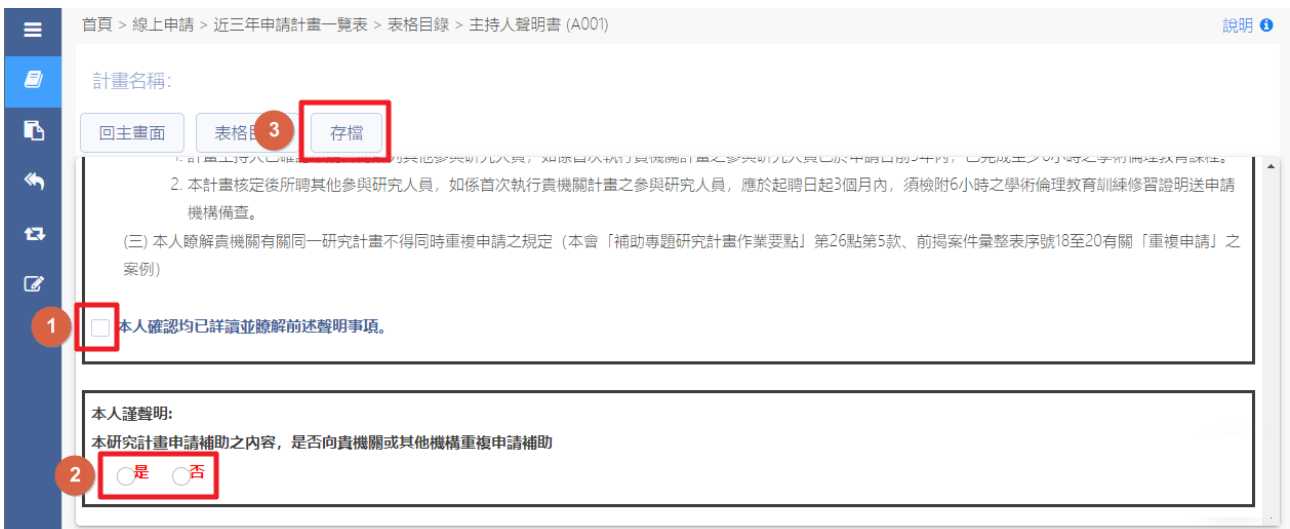 首頁 > 線上申請 > 近三年申請計畫一覽表 > 表格目錄 > 主持人聲明書 (A001)
說明
計畫名稱:
回主畫面
表格目
3
存檔
2. 本計畫核定後所聘其他參與研究人員，如係首次執行貴機關計畫之參與研究人員，應於起聘日起3個月內，須檢附6小時之學術倫理教育訓練修習證明送申請
機構備查。
(三) 本人瞭解貴機關有關同一研究計畫不得同時重複申請之規定（本會「補助專題研究計畫作業要點」第26點第5款、前揭案件彙整表序號18至20有關「重複申請」之
案例)
1
本人確認均已詳讀並瞭解前述聲明事項。
本人謹聲明:
本研究計畫申請補助之內容，是否向貴機關或其他機構重複申請補助
2
是
否